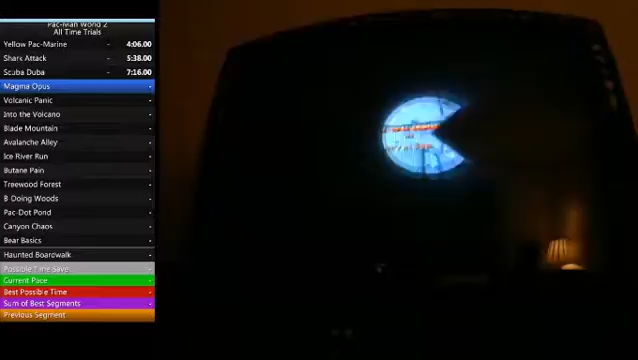 Pac-Man World 2
All Time Trials
Yellow Pac-Marine - 4:06.00
Shark Attack - 5:38.00
Scuba Duba - 7:16.00
Magma Opus -
Volcanic Panic -
Into the Volcano -
Blade Mountain -
Avalanche Alley -
Ice River Run -
Butane Pain -
Treewood Forest -
B-Doing Woods -
Pac-Dot Pond -
Canyon Chaos -
Bear Basics -
Haunted Boardwalk -
Possible Time Save -
Current Pace -
Best Possible Time -
Sum of Best Segments -
Previous Segment -